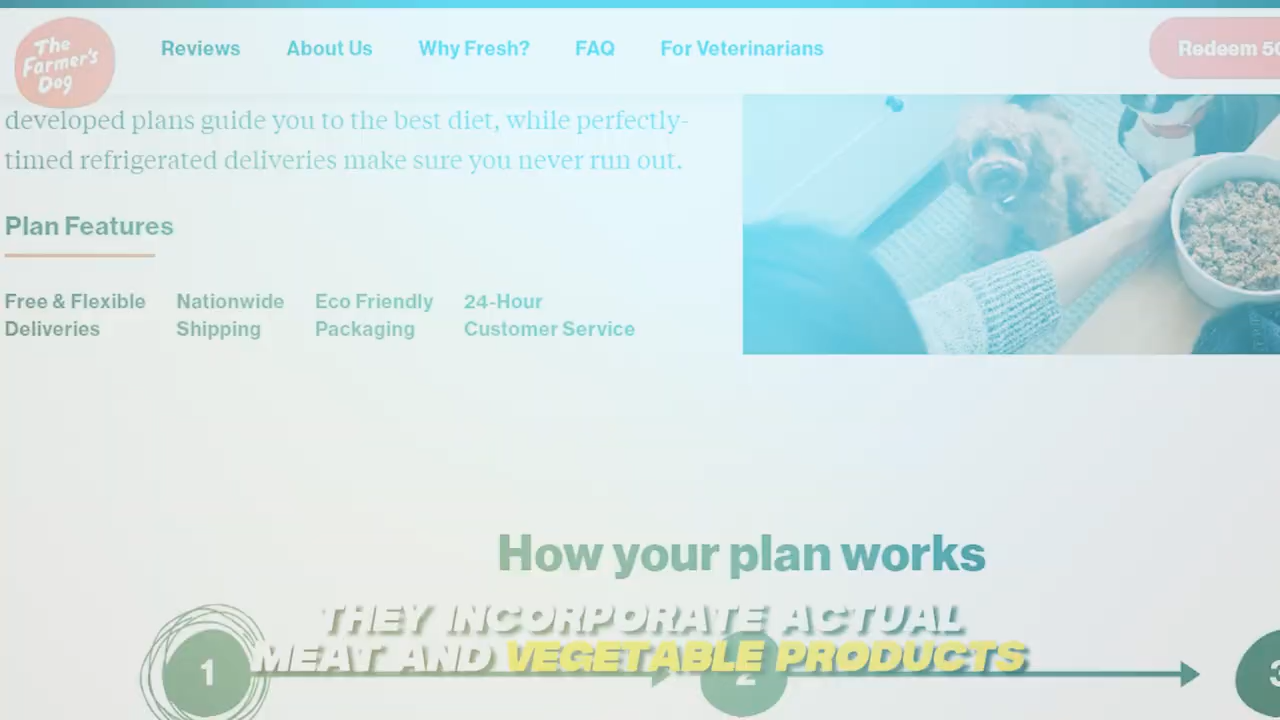 The
Farmer's
Dog
Reviews
About Us
Why Fresh?
FAQ
For Veterinarians
Redeem 50
developed plans guide you to the best diet, while perfectly-
timed refrigerated deliveries make sure you never run out.
Plan Features
Free & Flexible
Deliveries
Nationwide
Shipping
Eco Friendly
Packaging
24-Hour
Customer Service
How your plan works
THEY INCORPORATE ACTUAL
MEAT AND VEGETABLE PRODUCTS
1
2
3